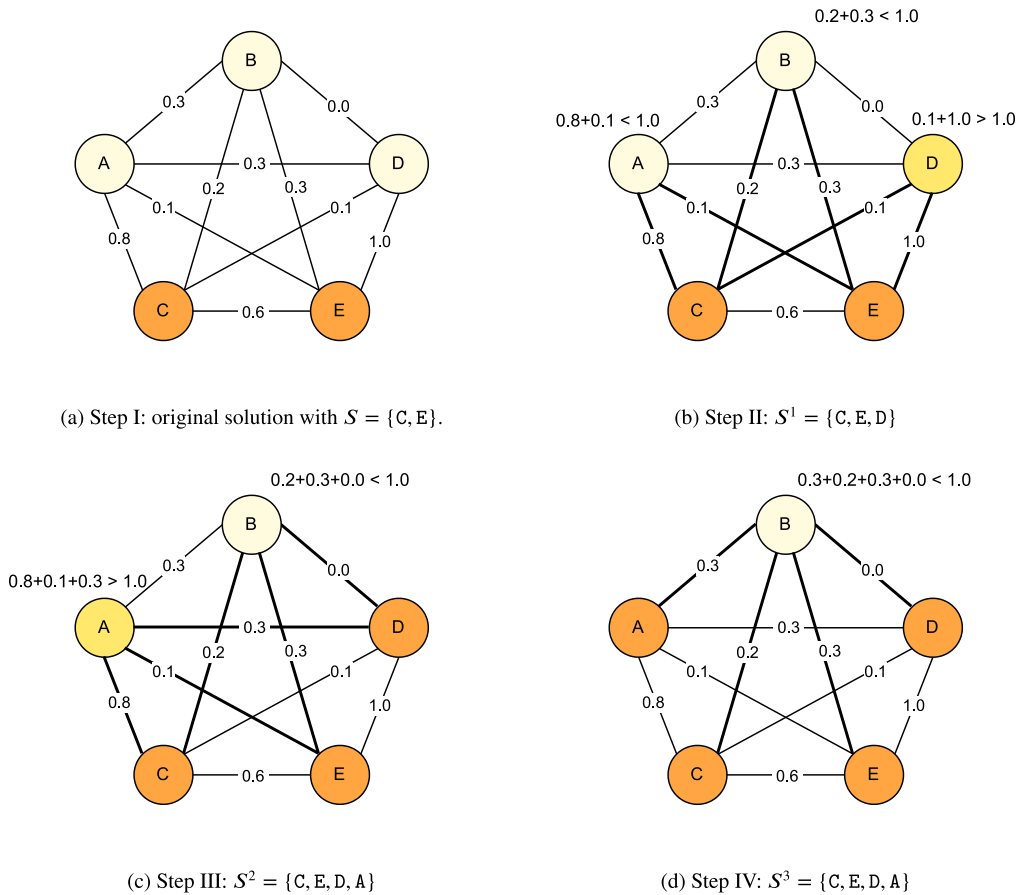 B
0.3
0.0
A
0.3
D
0.2
0.3
0.1
0.1
0.8
1.0
C
0.6
E
(a) Step I: original solution with S = {C, E}.
0.2+0.3 < 1.0
B
0.3
0.0
0.8+0.1 < 1.0
0.1+1.0 > 1.0
A
0.3
D
0.2
0.3
0.1
0.1
0.8
1.0
C
0.6
E
(b) Step II: S¹ = {C, E, D}
0.2+0.3+0.0 < 1.0
B
0.3
0.0
0.8+0.1+0.3 > 1.0
A
0.3
D
0.2
0.3
0.1
0.1
0.8
1.0
C
0.6
E
(c) Step III: S² = {C, E, D, A}
0.3+0.2+0.3+0.0 < 1.0
B
0.3
0.0
A
0.3
D
0.2
0.3
0.1
0.1
0.8
1.0
C
0.6
E
(d) Step IV: S³ = {C, E, D, A}